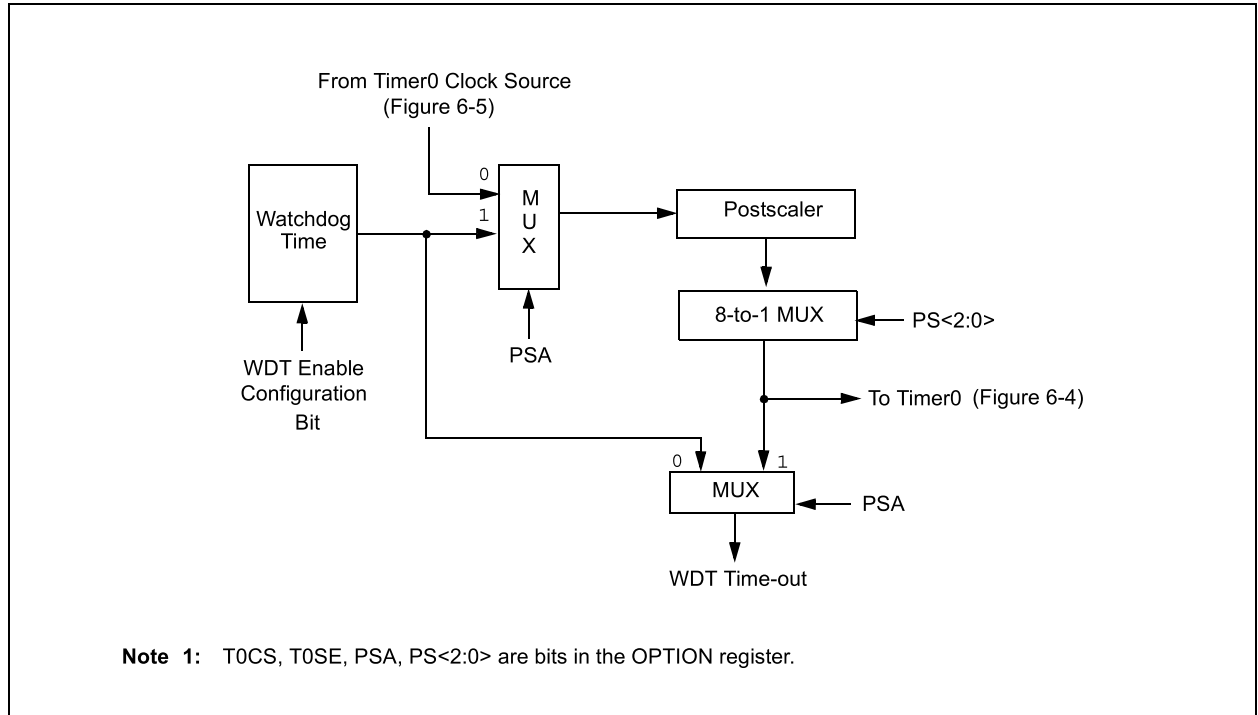 From Timer0 Clock Source
(Figure 6-5)
0
1
M
U
X
Watchdog
Time
Postscaler
8-to-1 MUX
PS<2:0>
PSA
WDT Enable
Configuration
Bit
To Timer0 (Figure 6-4)
0
1
MUX
PSA
WDT Time-out
Note 1: T0CS, T0SE, PSA, PS<2:0> are bits in the OPTION register.